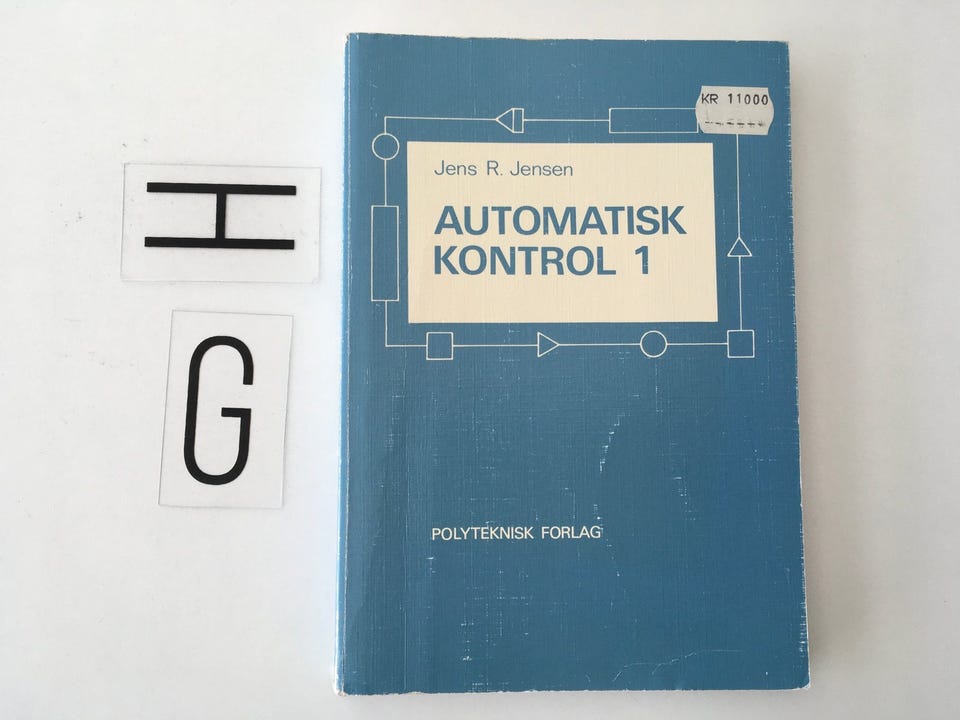 H
G
KR 11000
Jens R. Jensen
AUTOMATISK
KONTROL 1
POLYTEKNISK FORLAG